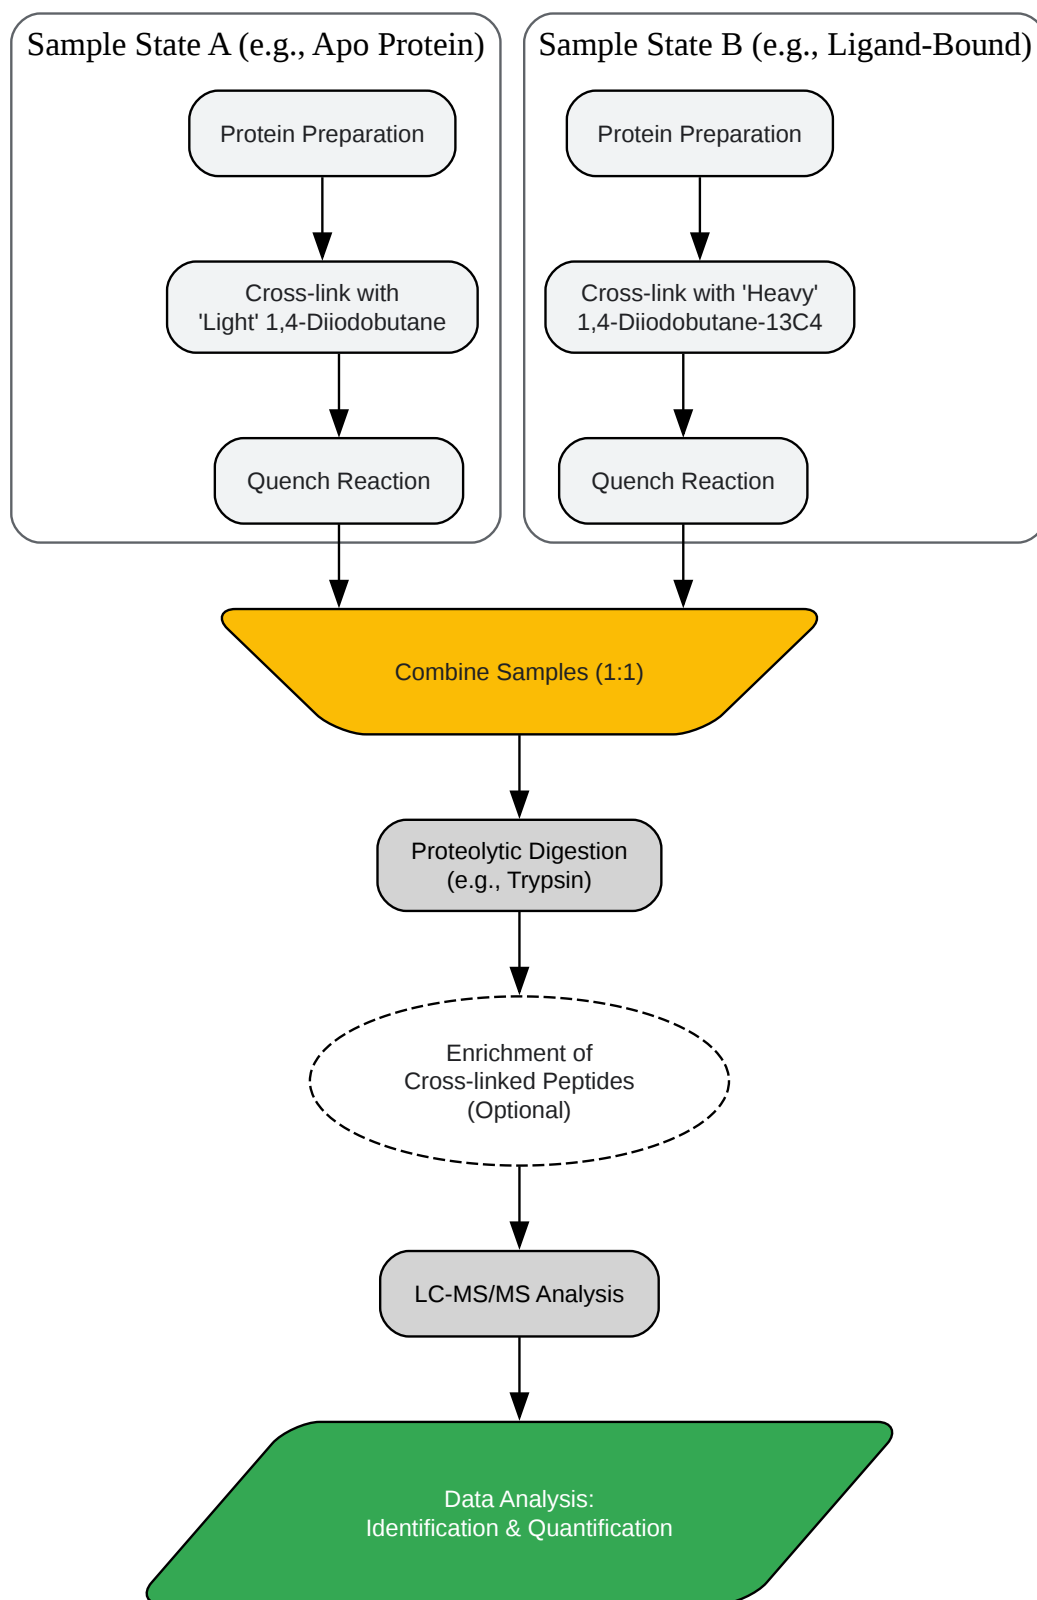 Sample State A (e.g., Apo Protein)
Protein Preparation
Cross-link with
'Light' 1,4-Diiodobutane
Quench Reaction
Sample State B (e.g., Ligand-Bound)
Protein Preparation
Cross-link with 'Heavy'
1,4-Diiodobutane-13C4
Quench Reaction
Combine Samples (1:1)
Proteolytic Digestion
(e.g., Trypsin)
Enrichment of
Cross-linked Peptides
(Optional)
LC-MS/MS Analysis
Data Analysis:
Identification & Quantification